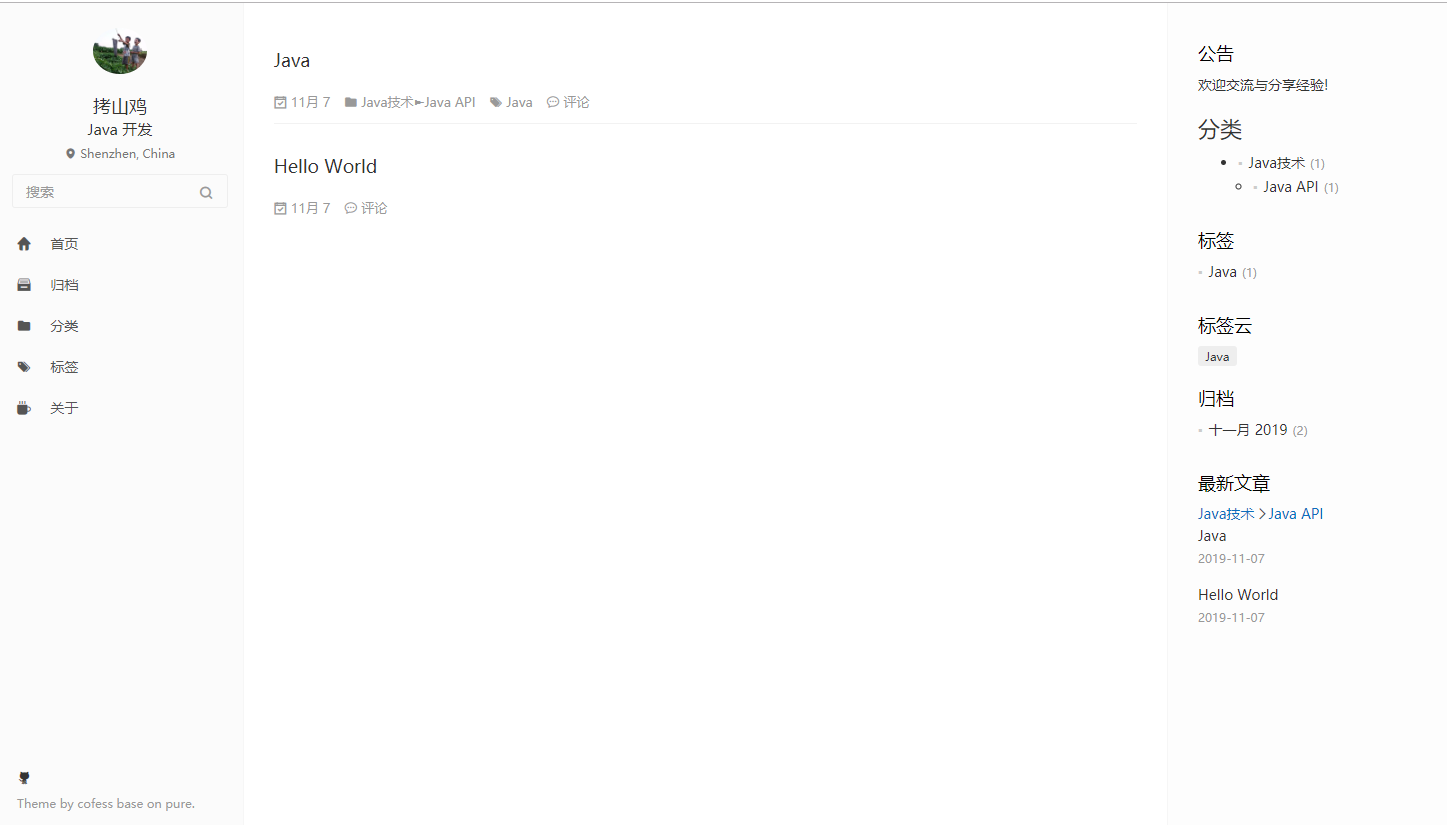 拷山鸡
Java 开发
Shenzhen, China
搜索
首页
归档
分类
标签
关于
Theme by cofess base on pure.
Java
11月 7 Java技术►Java API Java 评论
Hello World
11月 7 评论
公告
欢迎交流与分享经验!
分类
Java技术 (1)
Java API (1)
标签
Java (1)
标签云
Java
归档
十一月 2019 (2)
最新文章
Java技术 > Java API
Java
2019-11-07
Hello World
2019-11-07